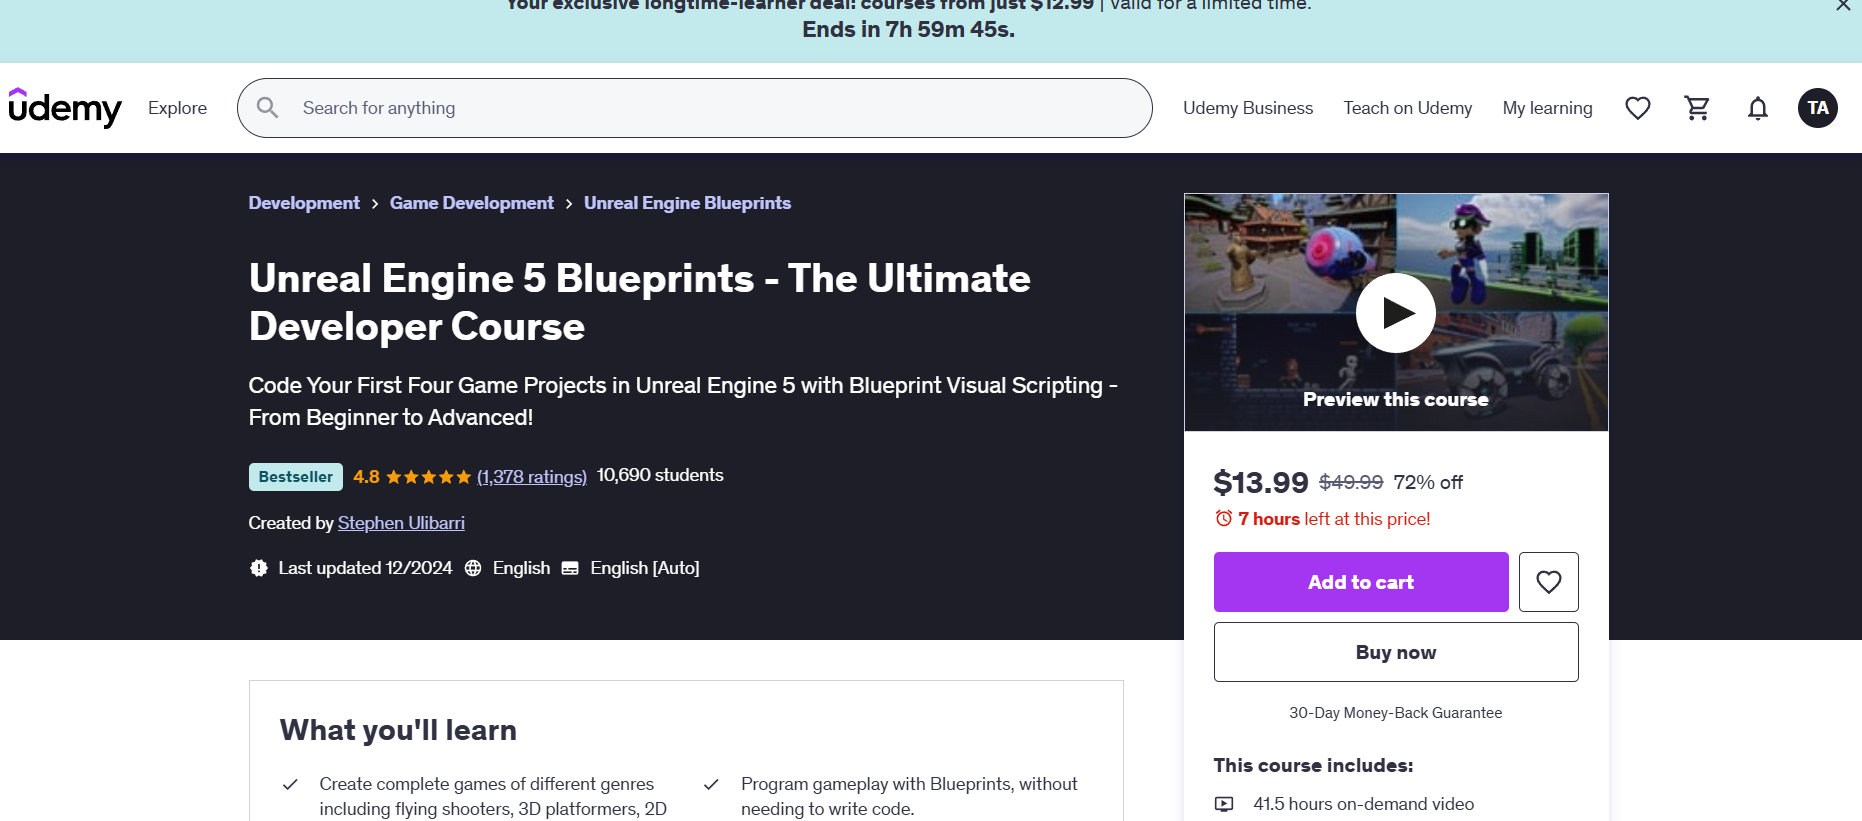 Your exclusive longtime-learner deal: courses from just $12.99 | Valid for a limited time.
Ends in 7h 59m 45s.
udemy
Explore
Search for anything
Udemy Business
Teach on Udemy
My learning
TA
Development > Game Development > Unreal Engine Blueprints
Unreal Engine 5 Blueprints - The Ultimate
Developer Course
Code Your First Four Game Projects in Unreal Engine 5 with Blueprint Visual Scripting -
From Beginner to Advanced!
Bestseller 4.8 (1,378 ratings) 10,690 students
Created by Stephen Ulibarri
Last updated 12/2024 English English [Auto]
Preview this course
$13.99 $49.99 72% off
7 hours left at this price!
Add to cart
Buy now
30-Day Money-Back Guarantee
This course includes:
41.5 hours on-demand video
What you'll learn
Create complete games of different genres
including flying shooters, 3D platformers, 2D
Program gameplay with Blueprints, without
needing to write code.